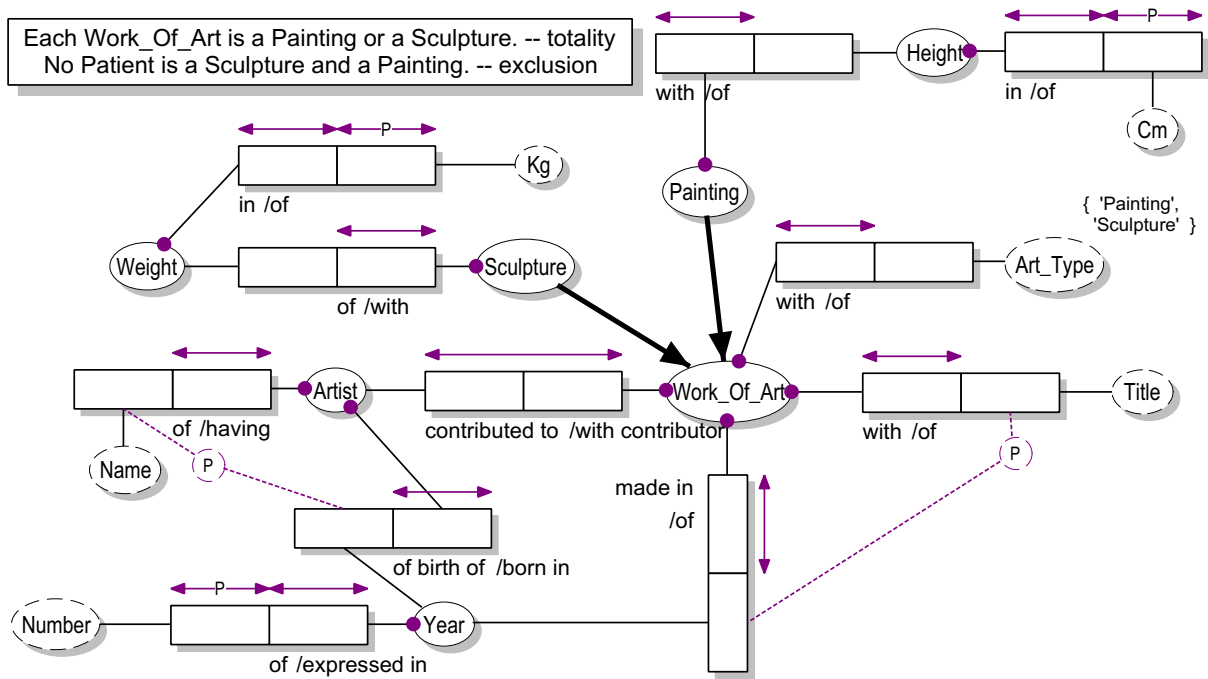 Each Work_Of_Art is a Painting or a Sculpture. -- totality
No Patient is a Sculpture and a Painting. -- exclusion
with /of
Height
P
in /of
Cm
P
Kg
in /of
Painting
{ 'Painting',
'Sculpture' }
Weight
of /with
Sculpture
with /of
Art_Type
of /having
Artist
contributed to /with contributor
Work_Of_Art
with /of
Title
Name
P
P
made in
/of
of birth of /born in
Number
P
of /expressed in
Year